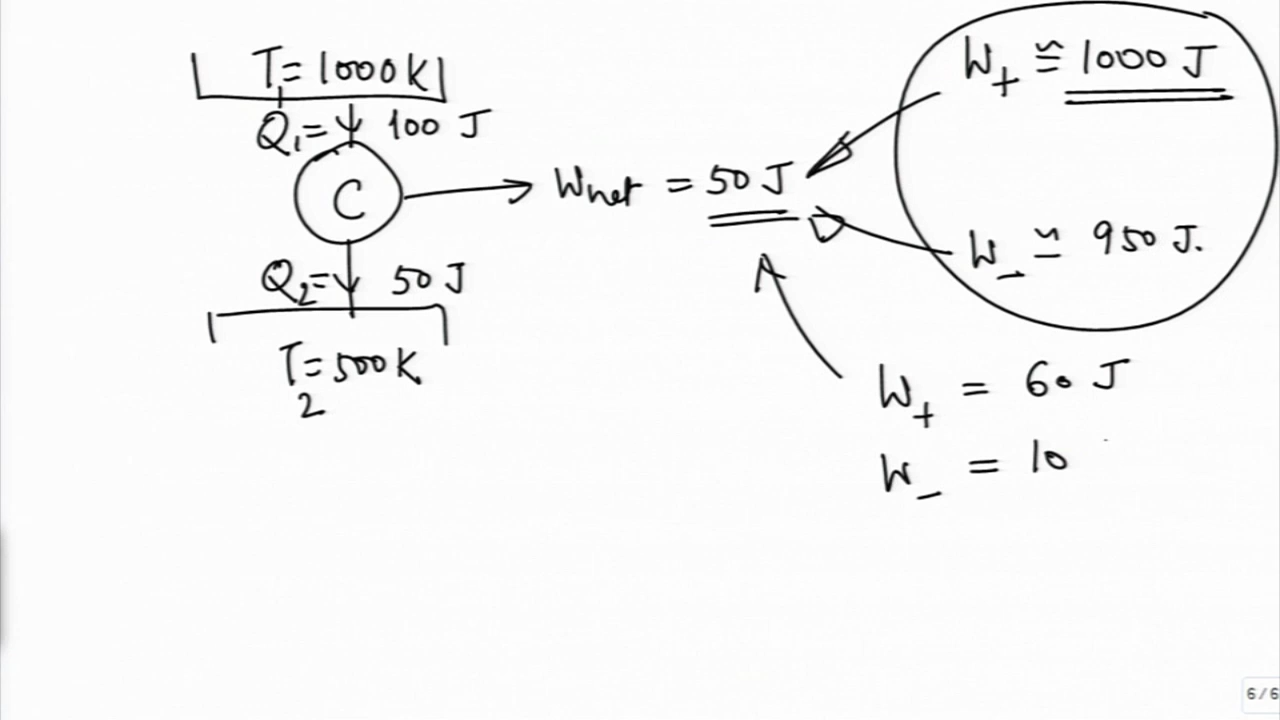 T₁ = 1000 K
Q₁ = 100 J
C
Wnet = 50 J
Q₂ = 50 J
T₂ = 500 K
W₊ ≃ 1000 J
W₋ ≃ 950 J.
W₊ = 60 J
W₋ = 10
6/6